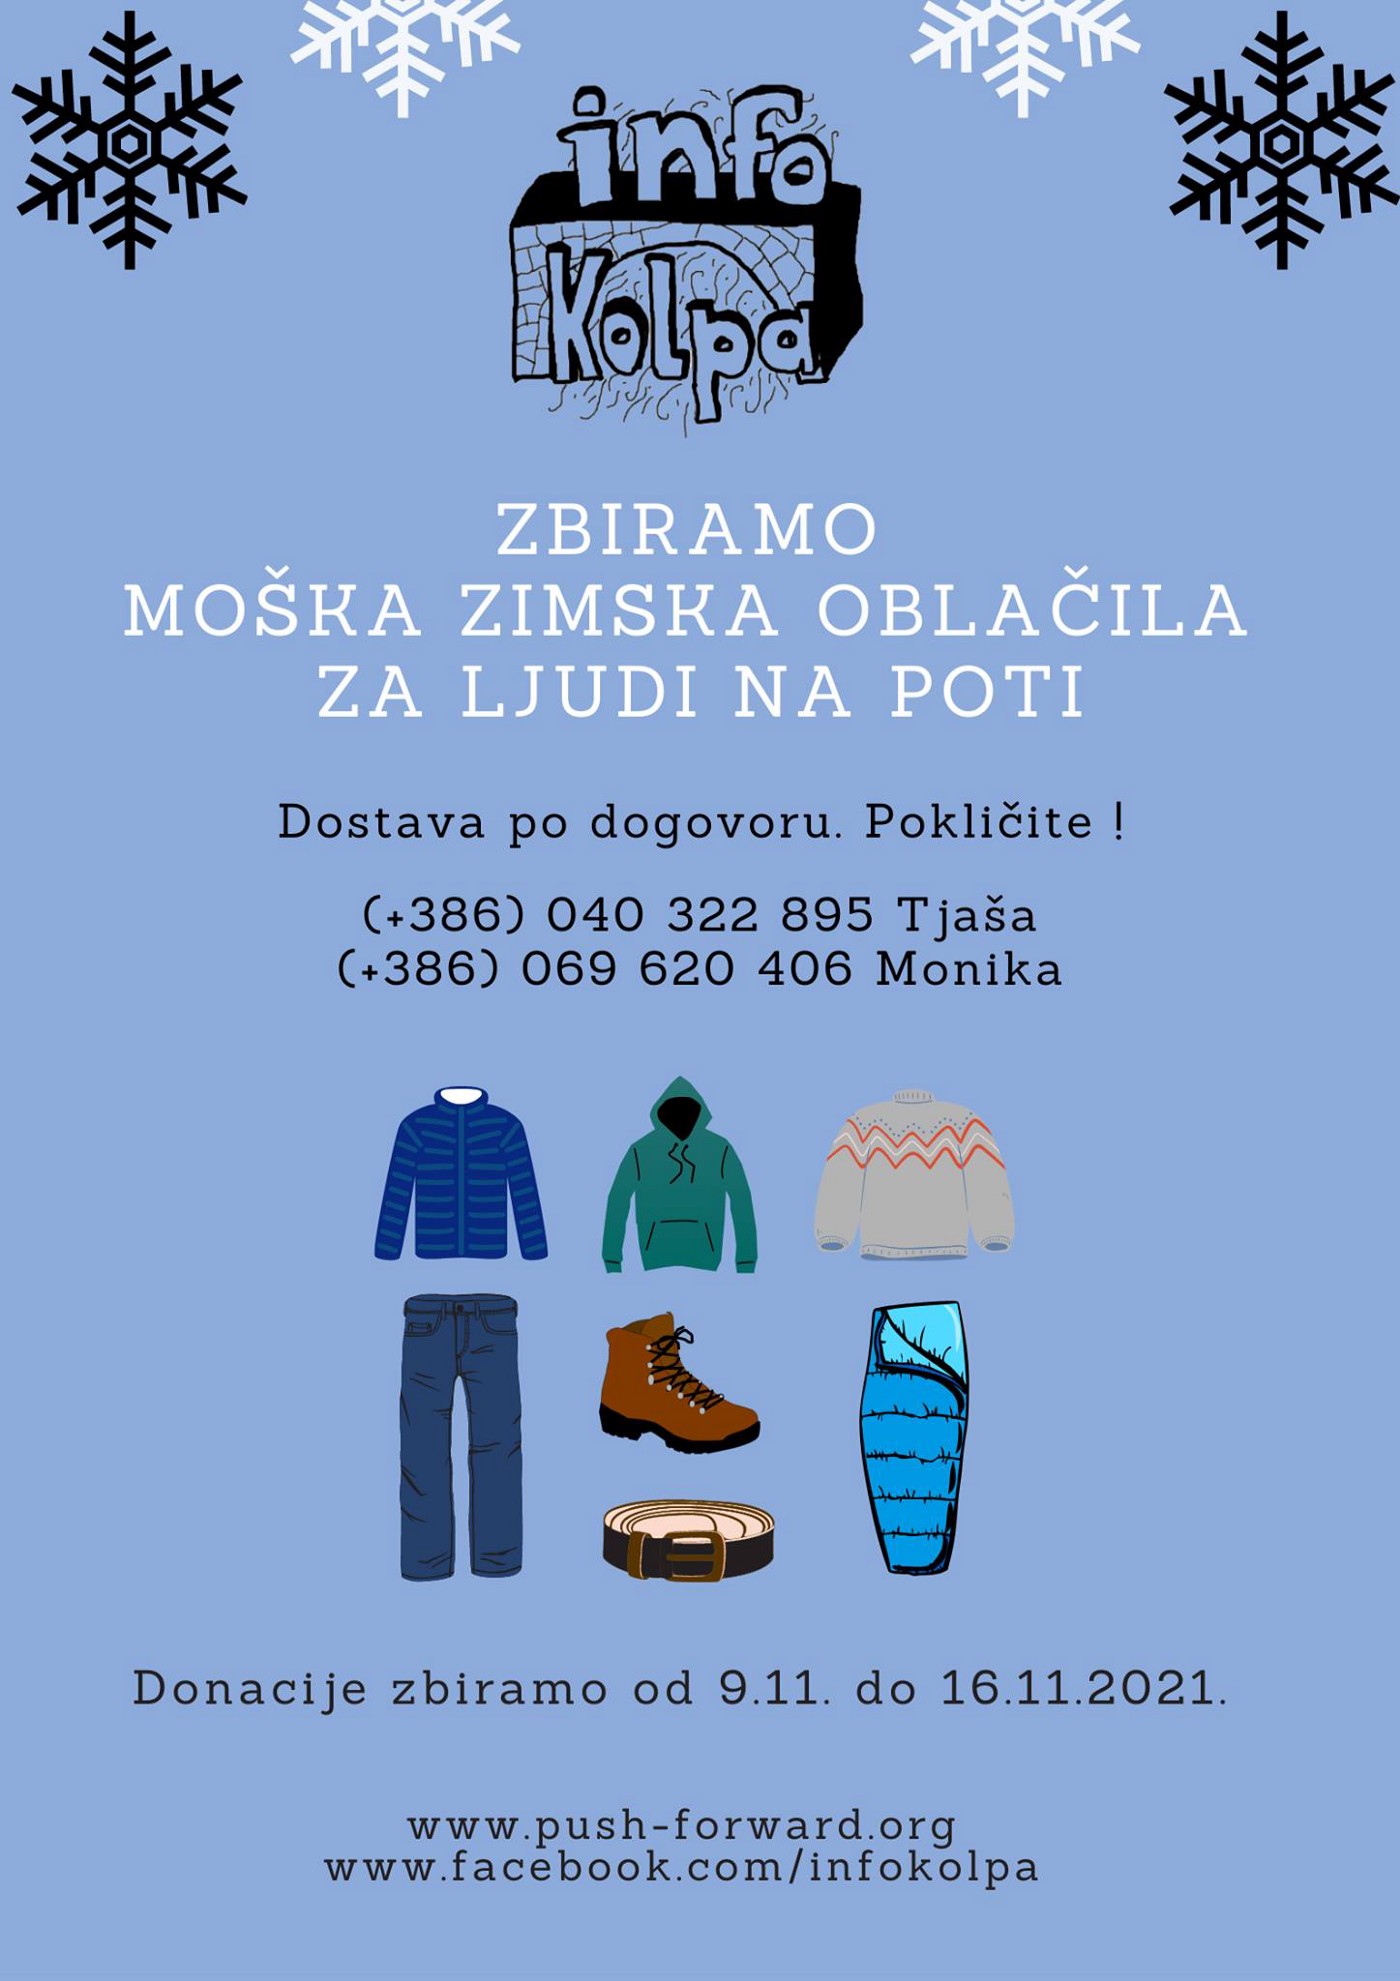 info
Kolpa
ZBIRAMO
MOŠKA ZIMSKA OBLAČILA
ZA LJUDI NA POTI
Dostava po dogovoru. Pokličite !
(+386) 040 322 895 Tjaša
(+386) 069 620 406 Monika
Donacije zbiramo od 9.11. do 16.11.2021.
www.push-forward.org
www.facebook.com/infokolpa